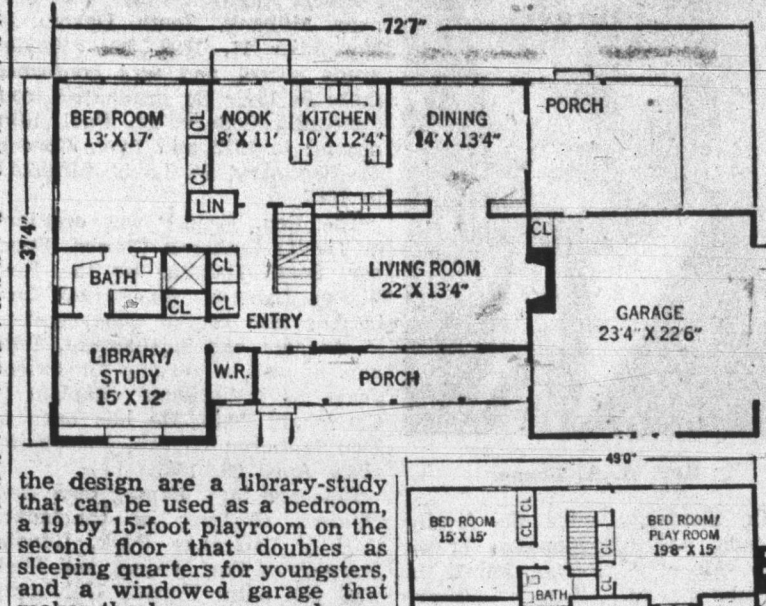 72'7"
BED ROOM
13' X 17'
CL
CL
NOOK
8' X 11'
KITCHEN
10' X 12'4"
DINING
14' X 13'4"
PORCH
LIN
37'4"
BATH
CL
CL
CL
CL
LIVING ROOM
22' X 13'4"
GARAGE
23'4" X 22'6"
ENTRY
LIBRARY/
STUDY
15' X 12'
W.R.
PORCH
49'0"
the design are a library-study
that can be used as a bedroom,
a 19 by 15-foot playroom on the
second floor that doubles as
sleeping quarters for youngsters,
and a windowed garage that
BED ROOM
15' X 15'
CL
CL
CL
CL
BED ROOM/
PLAY ROOM
19'8" X 15'
BATH